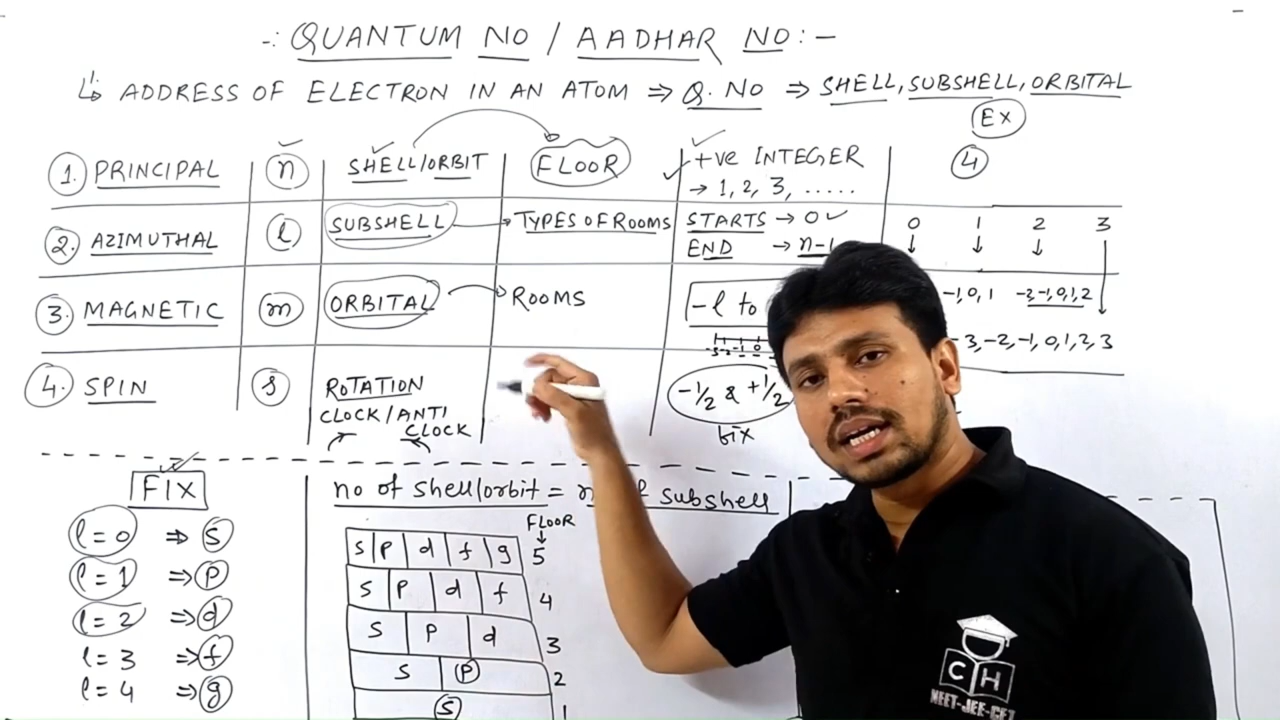 -: QUANTUM NO / AADHAR NO :-
↳ ADDRESS OF ELECTRON IN AN ATOM ⇒ Q. NO ⇒ SHELL, SUBSHELL, ORBITAL
Ex
1. PRINCIPAL n SHELL/ORBIT FLOOR +ve INTEGER 4
→ 1, 2, 3, .....
2. AZIMUTHAL l SUBSHELL TYPES OF ROOMS STARTS → 0 0 1 2 3
END → n-1
3. MAGNETIC m ORBITAL ROOMS -l to -1,0,1 -2,-1,0,1,2
3, -2, -1, 0, 1, 2, 3
4. SPIN s ROTATION -1/2 & +1/2
CLOCK/ANTI CLOCK fix
FIX
l = 0 ⇒ s
l = 1 ⇒ p
l = 2 ⇒ d
l = 3 ⇒ f
l = 4 ⇒ g
no of shell/orbit = subshell
FLOOR
s p d f g 5
s p d f 4
s p d 3
s p 2
s 1
CH
NEET-JEE-CET